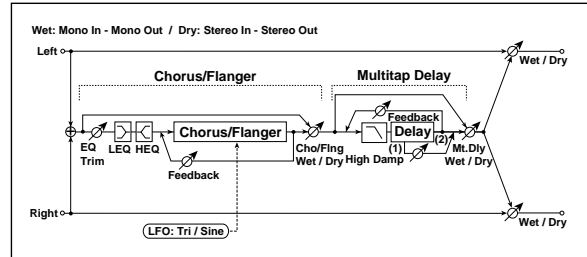 Wet: Mono In - Mono Out / Dry: Stereo In - Stereo Out
Left
Wet / Dry
Chorus/Flanger
Multitap Delay
Feedback
Chorus/Flanger
Delay
EQ
Trim
LEQ
HEQ
Cho/Flng
Wet / Dry
High Damp
(1)
(2)
Mt.Dly
Wet / Dry
Feedback
Right
LFO: Tri / Sine
Wet / Dry